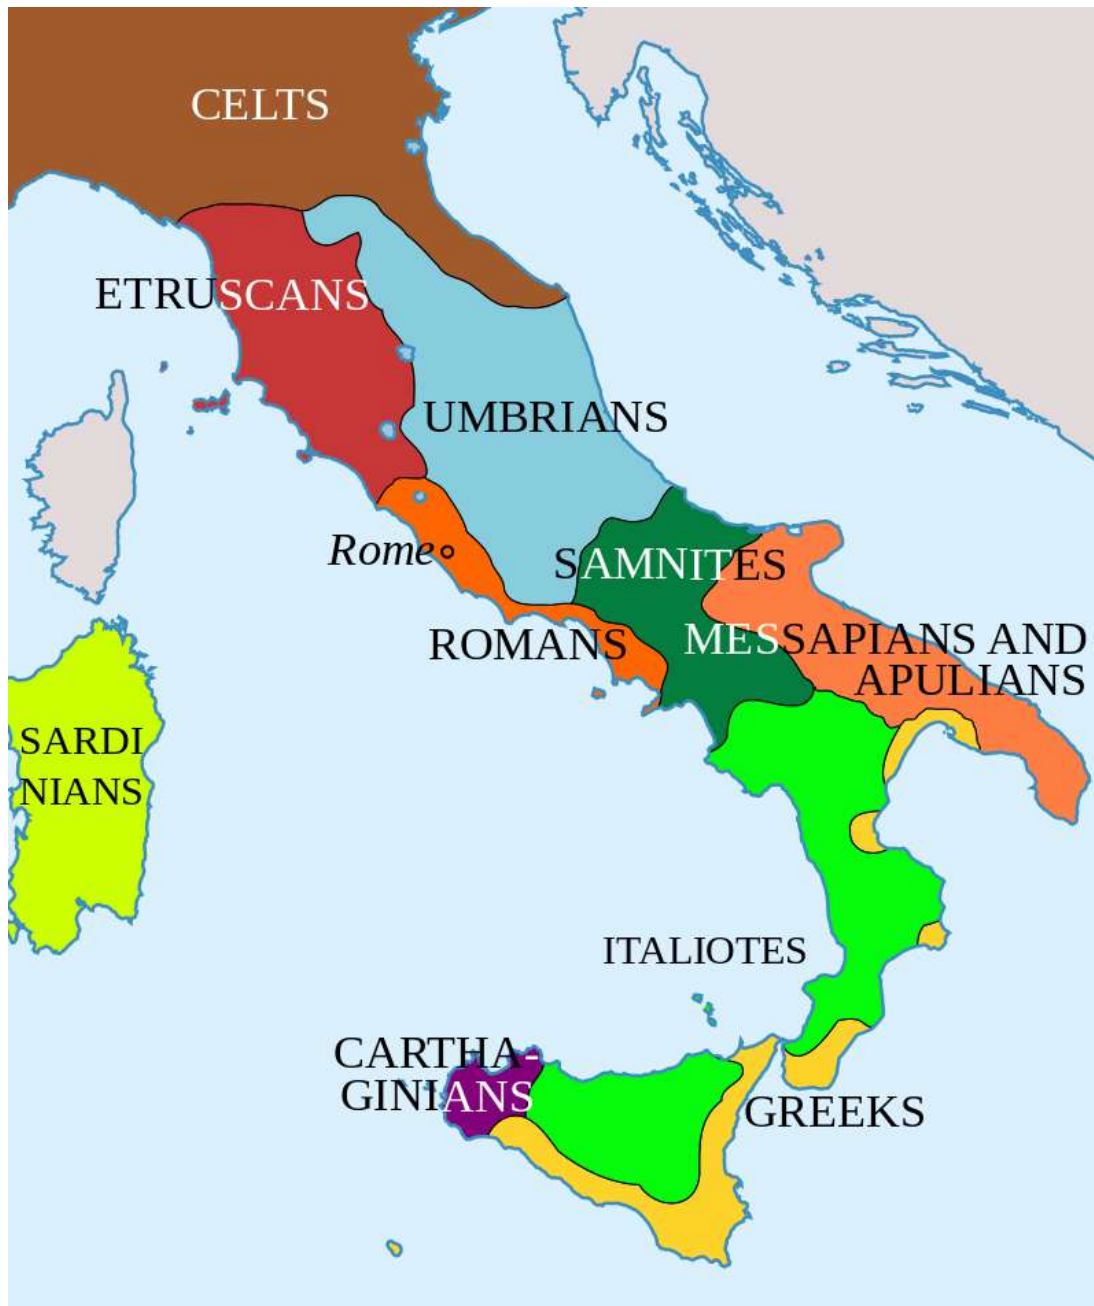 CELTS
ETRUSCANS
UMBRIANS
Rome
SAMNITES
ROMANS
MESSAPIANS AND
APULIANS
SARDI
NIANS
ITALIOTES
CARTHA-
GINIANS
GREEKS